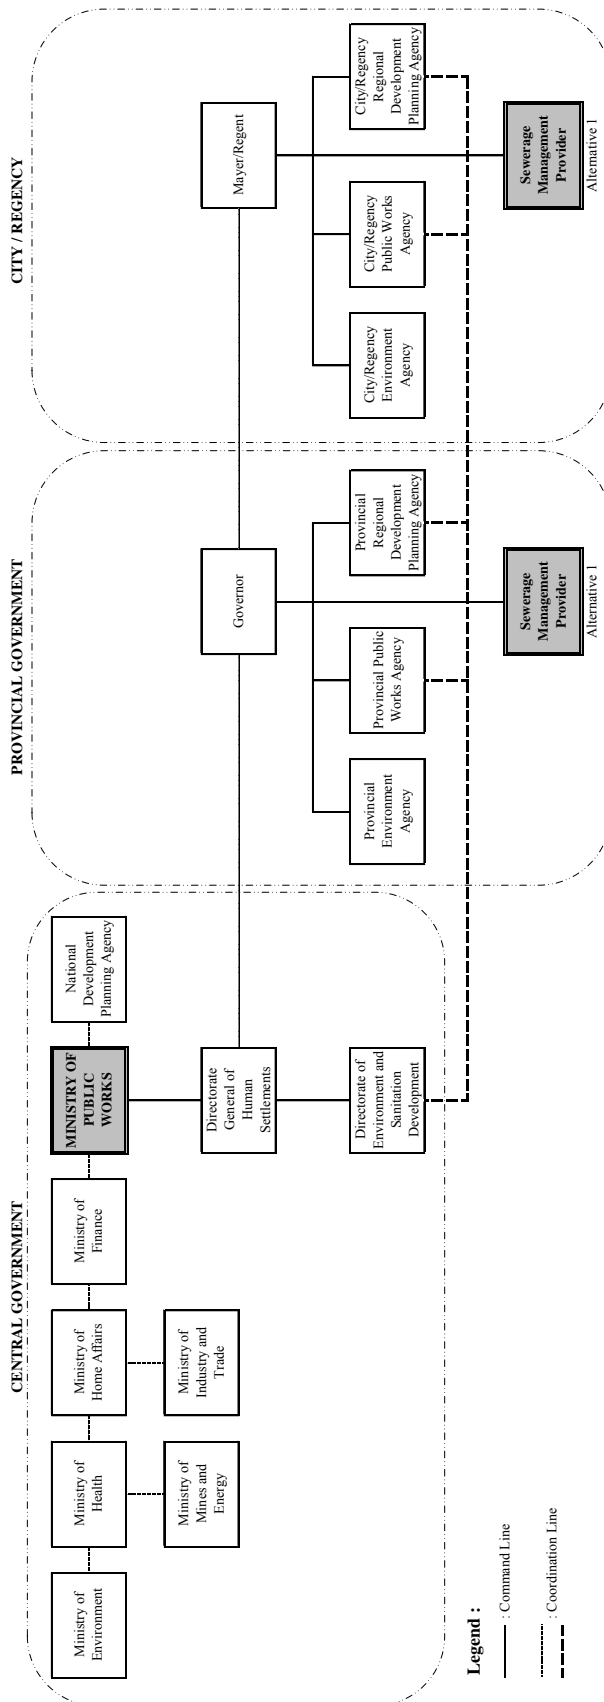 CENTRAL GOVERNMENT
Ministry of
Environment
Ministry of
Health
Ministry of
Home Affairs
Ministry of
Finance
MINISTRY OF
PUBLIC
WORKS
National
Development
Planning Agency
Ministry of
Mines and
Energy
Ministry of
Industry and
Trade
Directorate
General of
Human
Settlements
Directorate of
Environment and
Sanitation
Development
PROVINCIAL GOVERNMENT
Governor
Provincial
Environment
Agency
Provincial Public
Works Agency
Provincial
Regional
Development
Planning Agency
Sewerage
Management
Provider
Alternative 1
CITY / REGENCY
Mayer/Regent
City/Regency
Environment
Agency
City/Regency
Public Works
Agency
City/Regency
Regional
Development
Planning Agency
Sewerage
Management
Provider
Alternative 1
Legend :
: Command Line
: Coordination Line